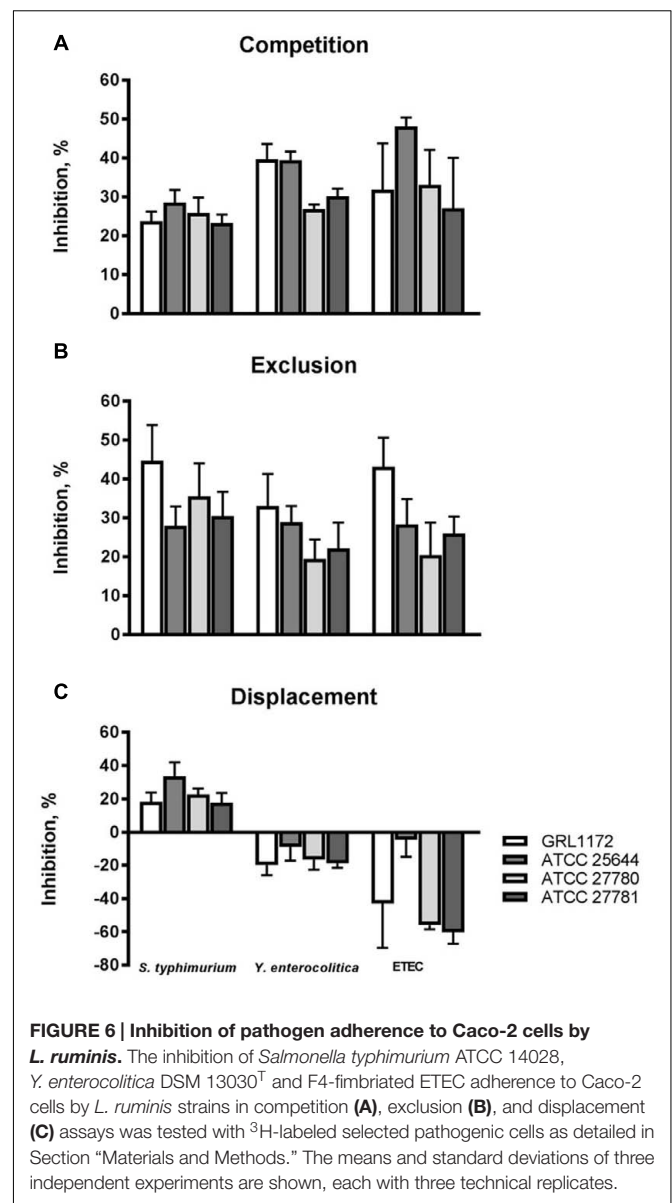 A
Competition
Inhibition, %
60
50
40
30
20
10
0
B
Exclusion
Inhibition, %
60
50
40
30
20
10
0
C
Displacement
Inhibition, %
60
40
20
0
-20
-40
-60
-80
S. typhimurium Y. enterocolitica ETEC
GRL1172
ATCC 25644
ATCC 27780
ATCC 27781
FIGURE 6 | Inhibition of pathogen adherence to Caco-2 cells by
L. ruminis. The inhibition of Salmonella typhimurium ATCC 14028,
Y. enterocolitica DSM 13030ᵀ and F4-fimbriated ETEC adherence to Caco-2
cells by L. ruminis strains in competition (A), exclusion (B), and displacement
(C) assays was tested with ³H-labeled selected pathogenic cells as detailed in
Section “Materials and Methods.” The means and standard deviations of three
independent experiments are shown, each with three technical replicates.